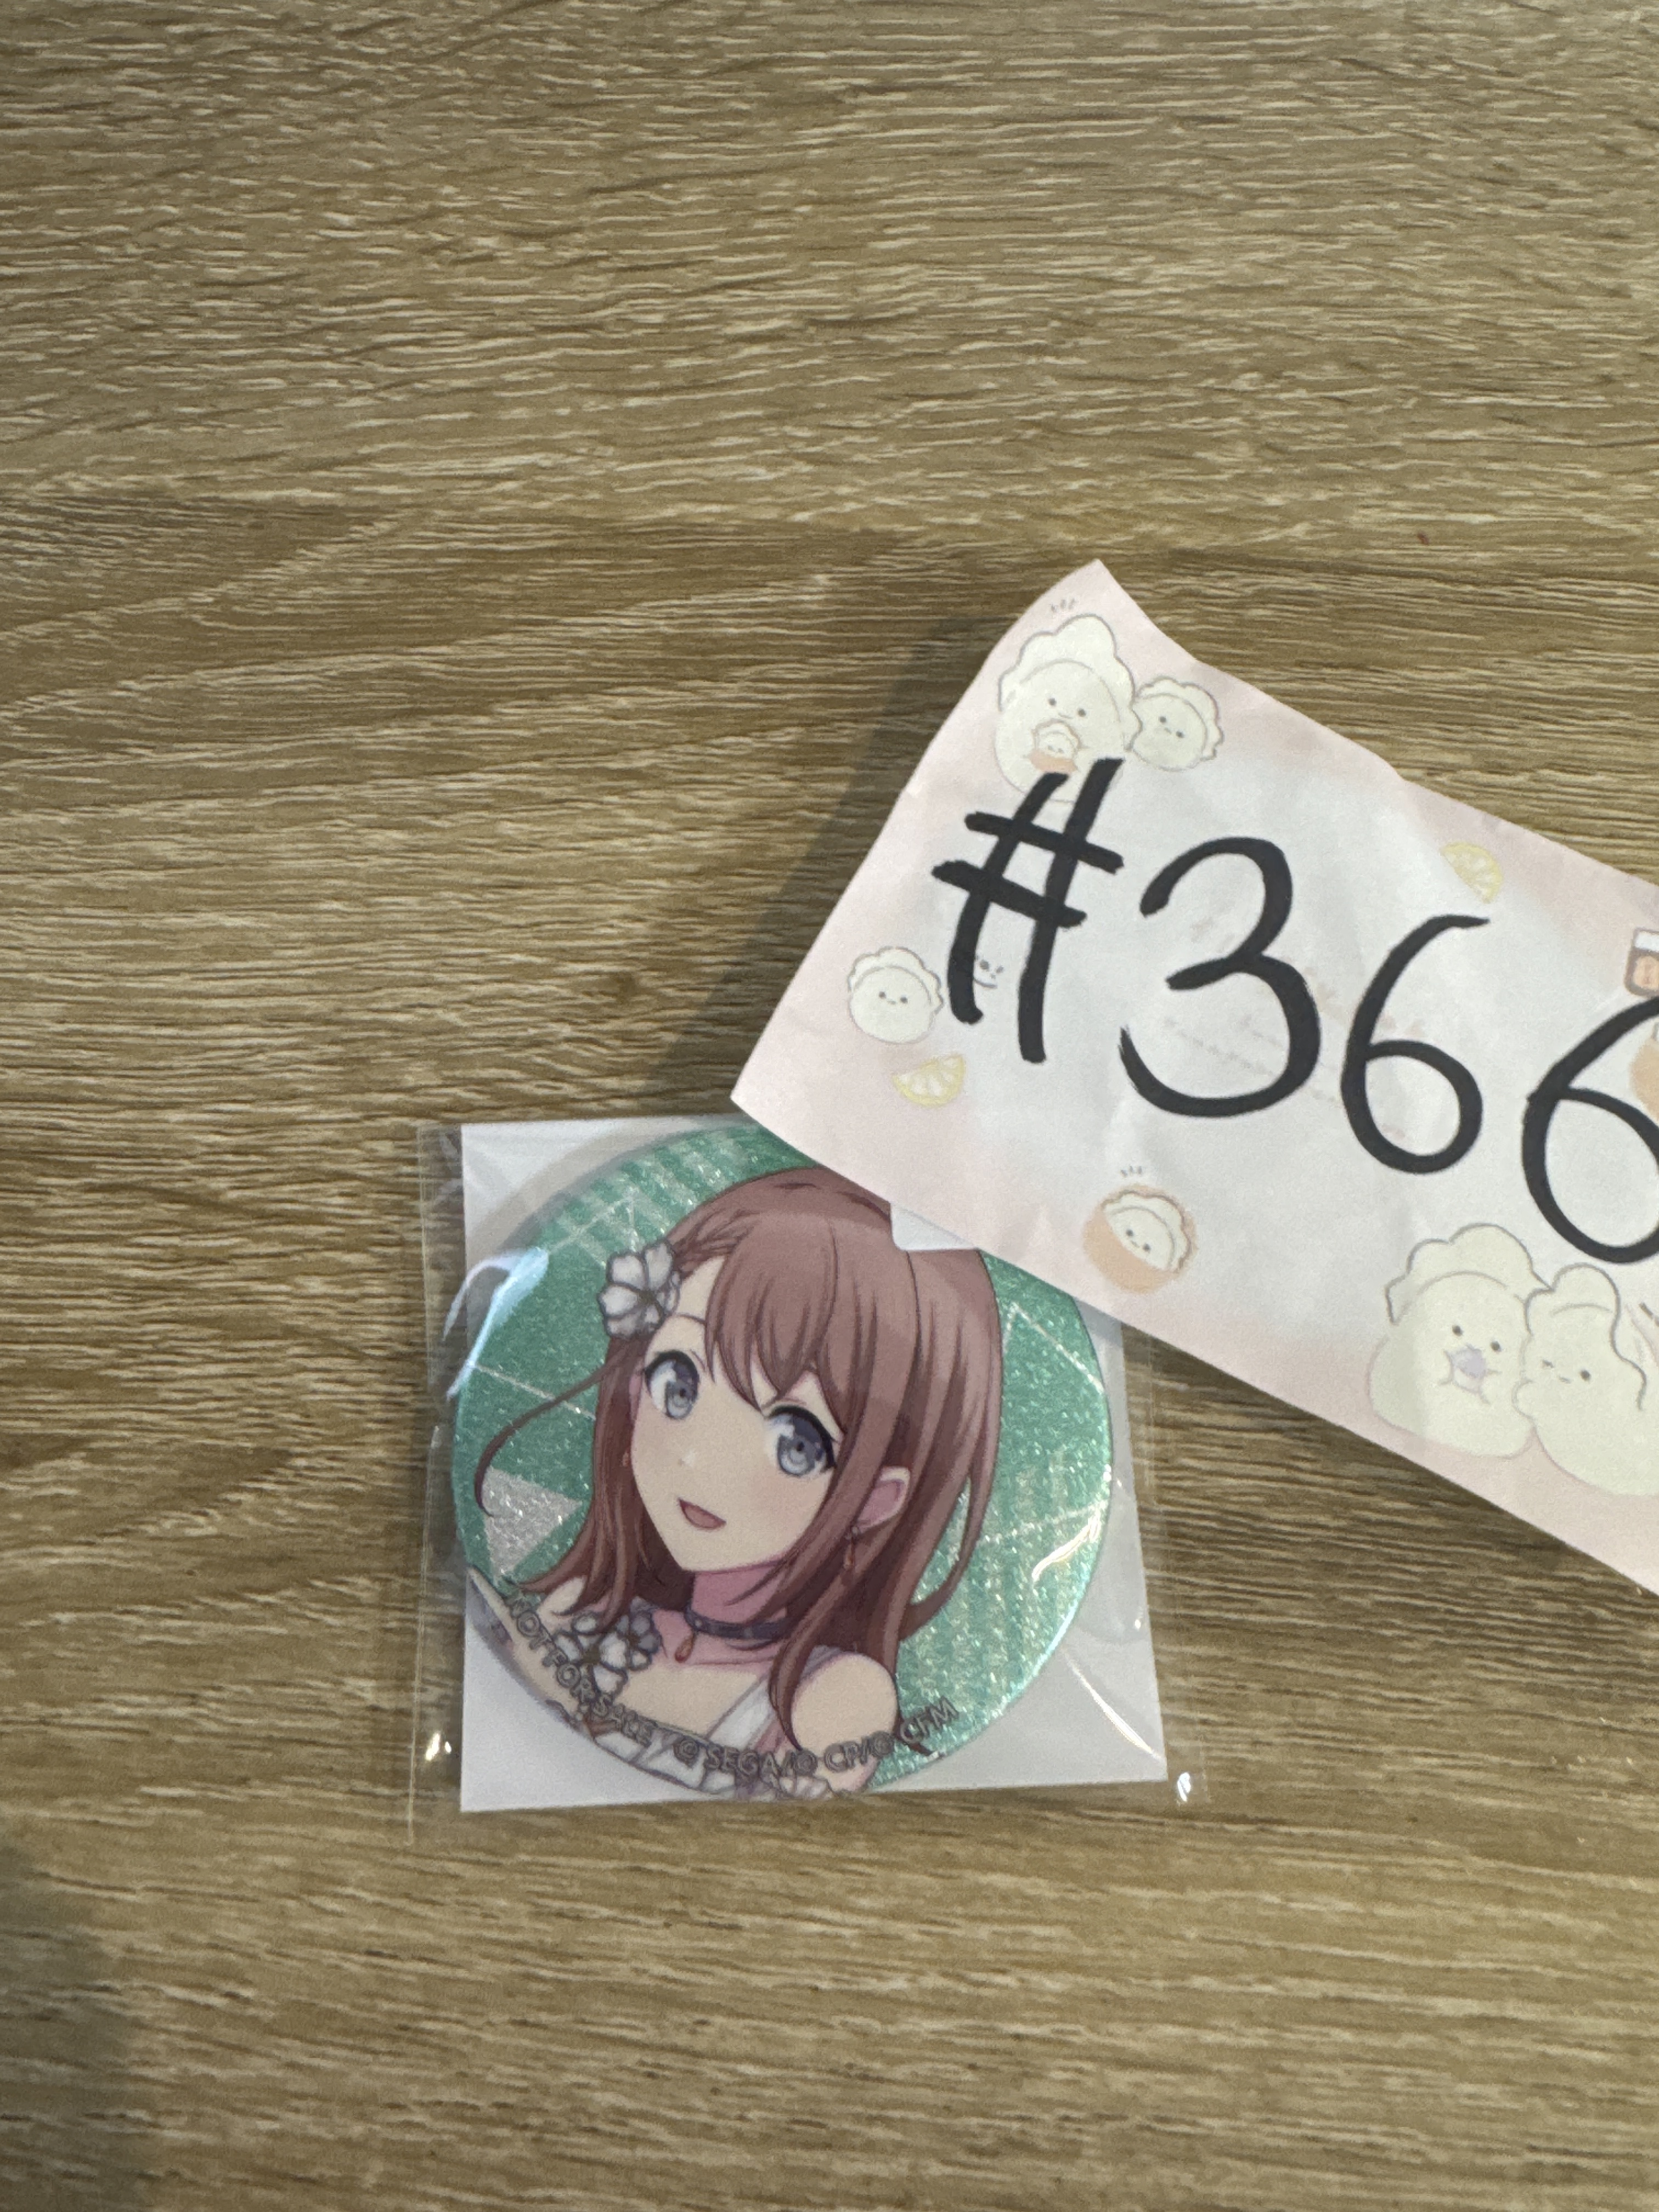 #366
NOT FOR SALE © SEGA/© CP/© CFM